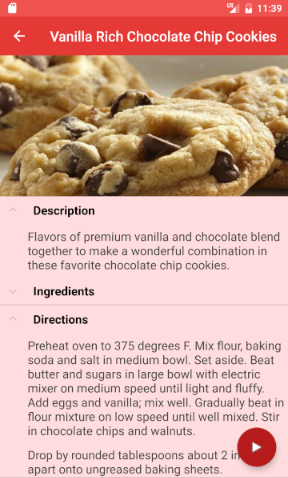 11:39
Vanilla Rich Chocolate Chip Cookies
Description
Flavors of premium vanilla and chocolate blend
together to make a wonderful combination in
these favorite chocolate chip cookies.
Ingredients
Directions
Preheat oven to 375 degrees F. Mix flour, baking
soda and salt in medium bowl. Set aside. Beat
butter and sugars in large bowl with electric
mixer on medium speed until light and fluffy.
Add eggs and vanilla; mix well. Gradually beat in
flour mixture on low speed until well mixed. Stir
in chocolate chips and walnuts.
Drop by rounded tablespoons about 2
apart onto ungreased baking sheets.